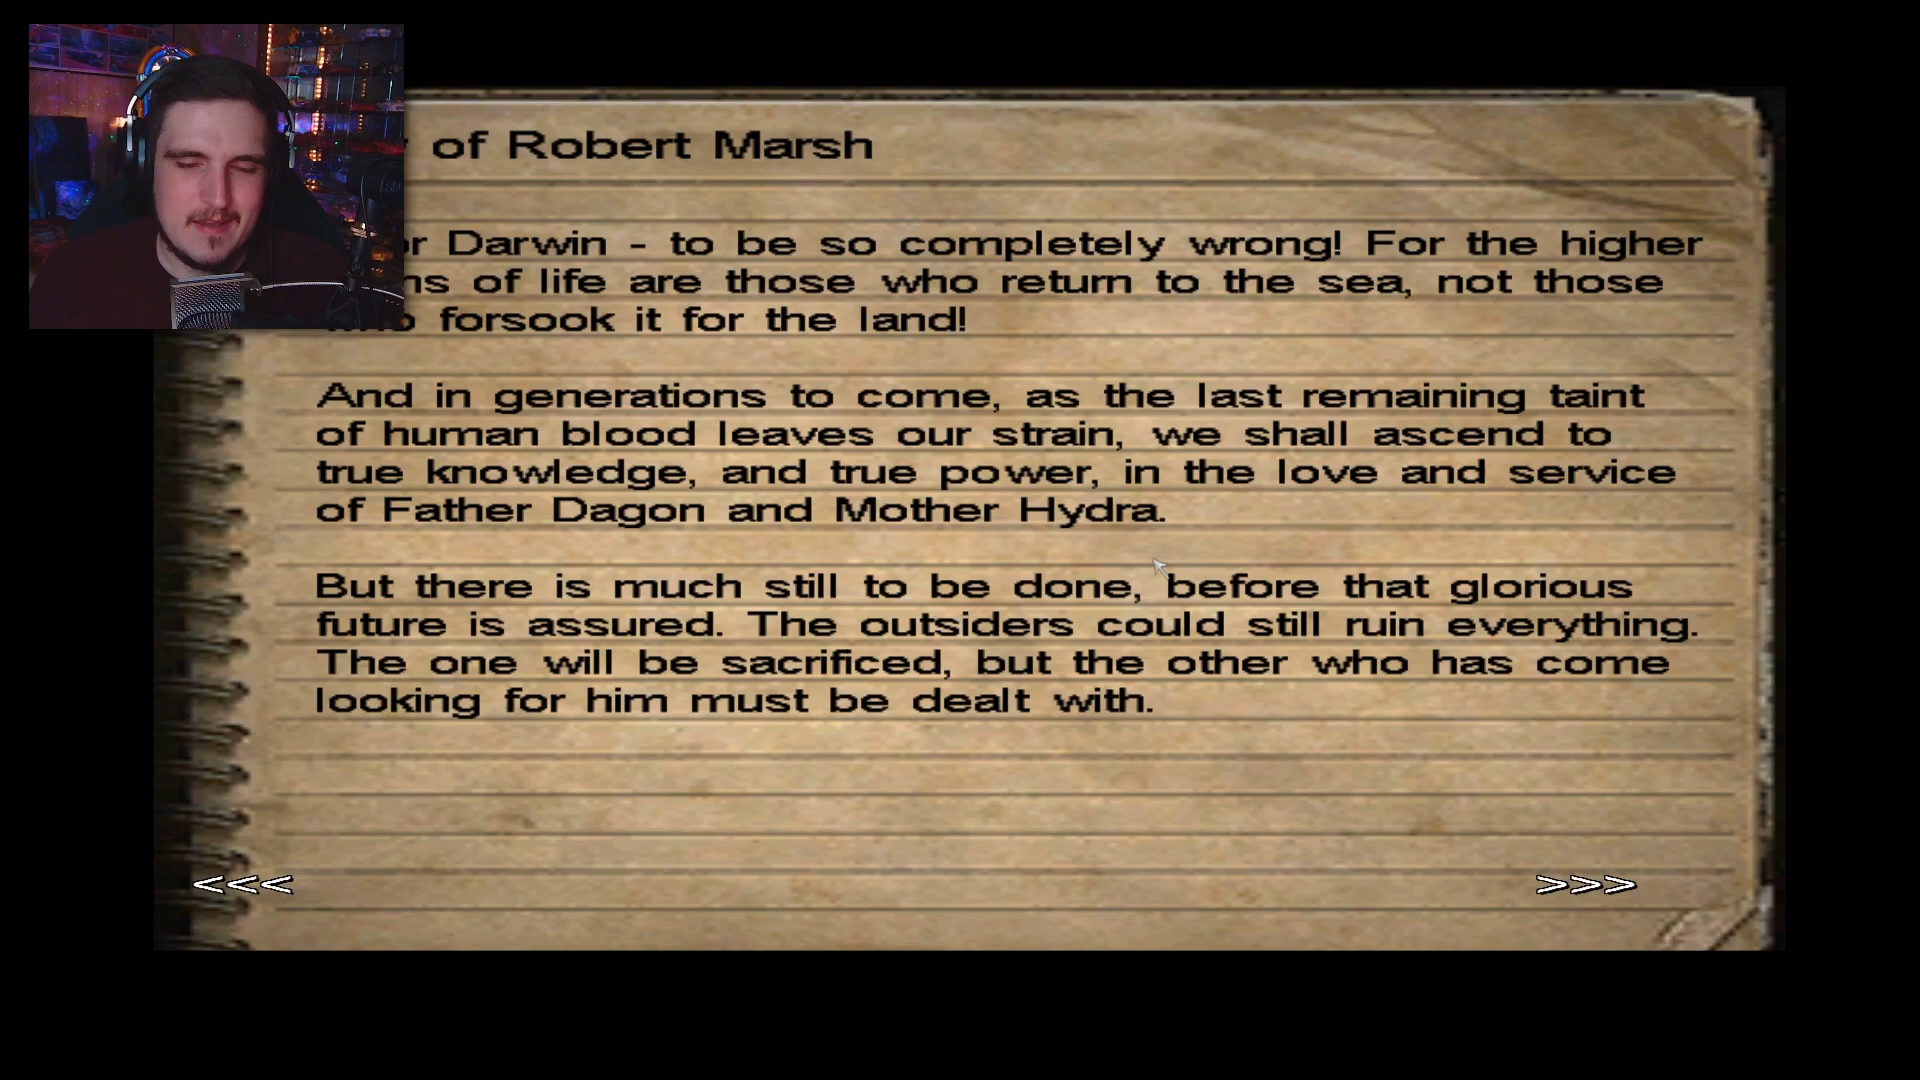 of Robert Marsh
Darwin - to be so completely wrong! For the higher
of life are those who return to the sea, not those
forsook it for the land!
And in generations to come, as the last remaining taint
of human blood leaves our strain, we shall ascend to
true knowledge, and true power, in the love and service
of Father Dagon and Mother Hydra.
But there is much still to be done, before that glorious
future is assured. The outsiders could still ruin everything.
The one will be sacrificed, but the other who has come
looking for him must be dealt with.
<<< >>>